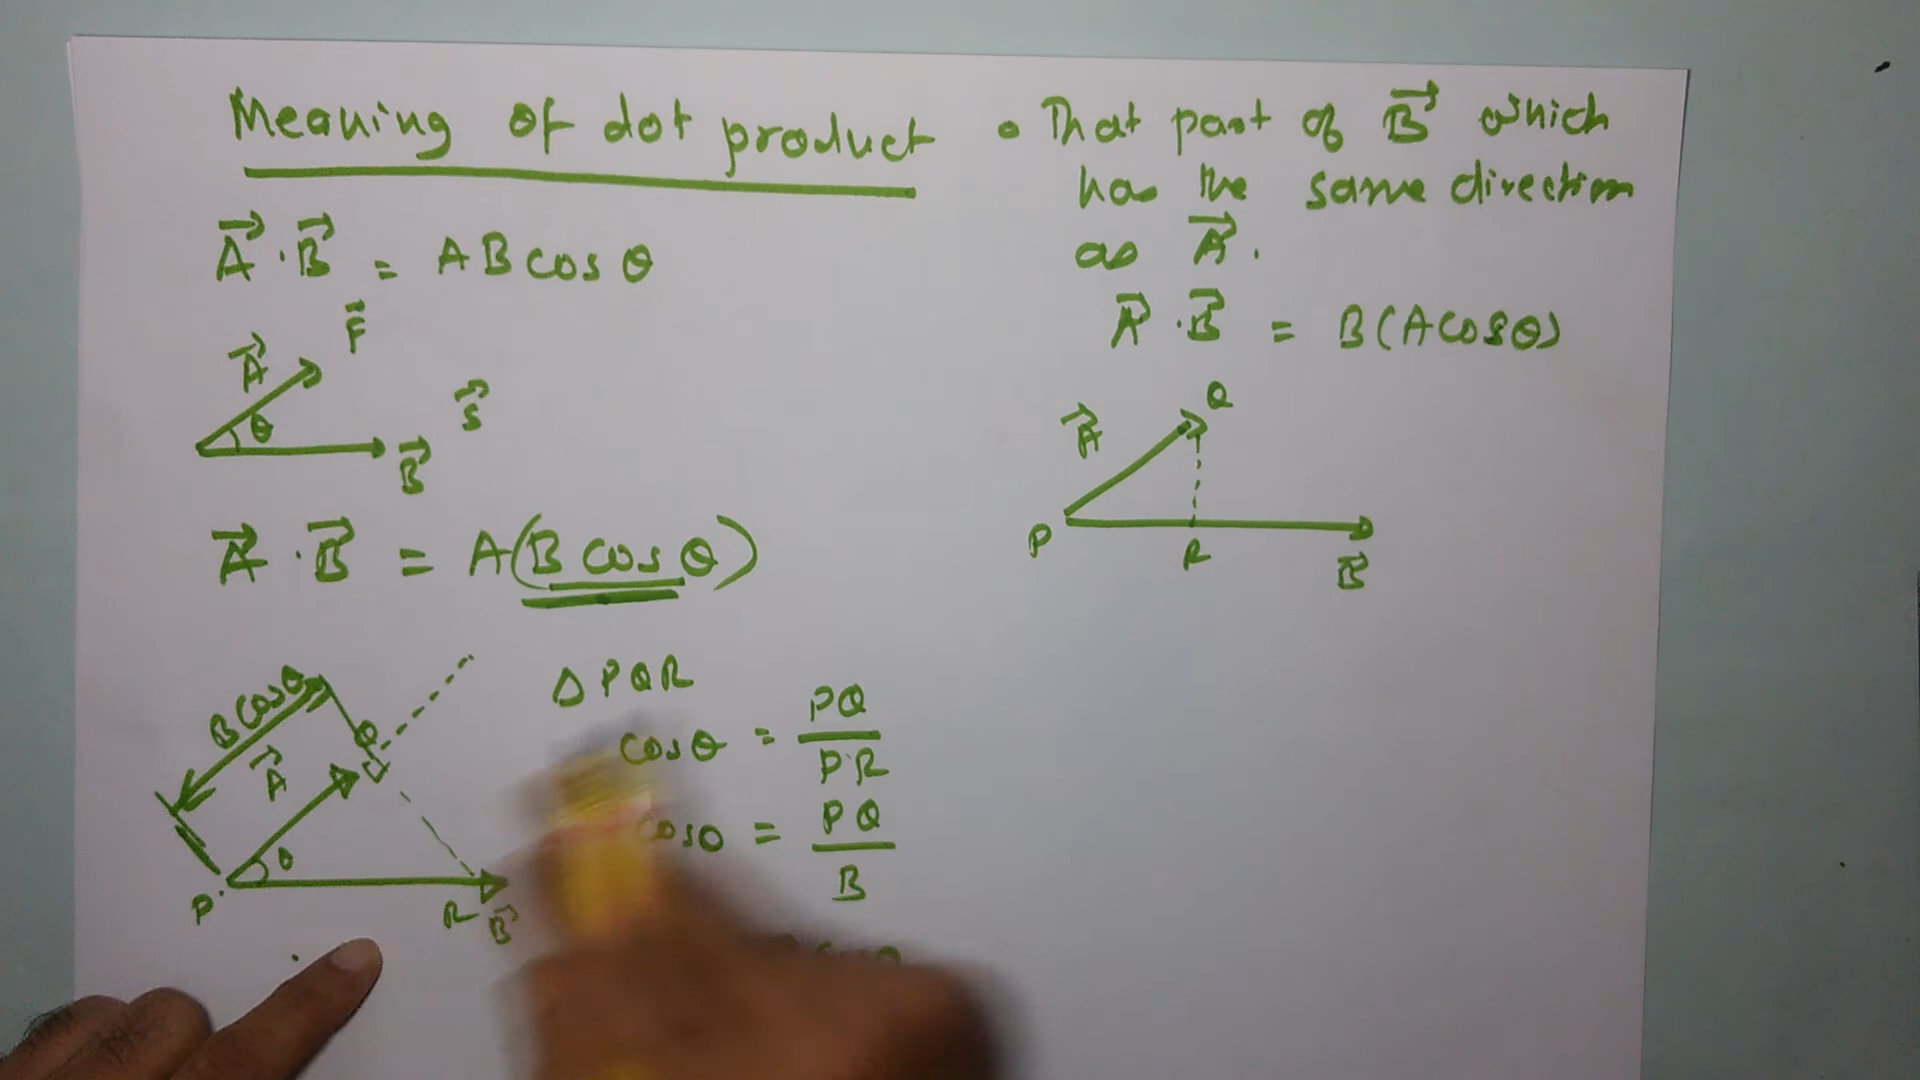 Meaning of dot product
A⃗ · B⃗ = AB cos θ
F⃗
A⃗
θ
S⃗
B⃗
A⃗ · B⃗ = A(B cos θ)
B cos θ
A⃗
Q
θ
P
R
B⃗
Δ PQR
cos θ = PQ / PR
cos θ = PQ / B
• That part of B⃗ which
has the same direction
as A⃗.
A⃗ · B⃗ = B(A cos θ)
A⃗
Q
P
R
B⃗